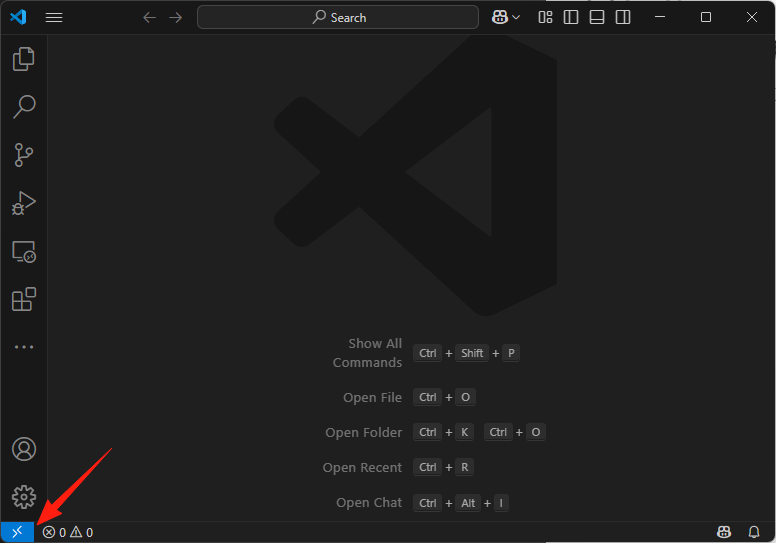 Search
Show All
Commands
Ctrl + Shift + P
Open File
Ctrl + O
Open Folder
Ctrl + K Ctrl + O
Open Recent
Ctrl + R
Open Chat
Ctrl + Alt + I
0 0